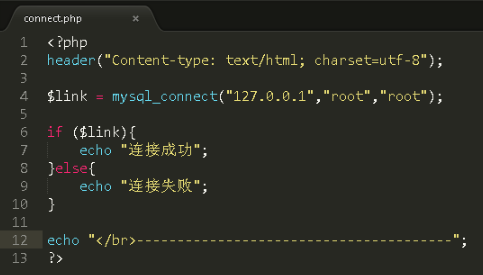 connect.php ×
1 <?php
2 header("Content-type: text/html; charset=utf-8");
3
4 $link = mysql_connect("127.0.0.1","root","root");
5
6 if ($link){
7 echo "连接成功";
8 }else{
9 echo "连接失败";
10 }
11
12 echo "</br>--------------------------------------";
13 ?>